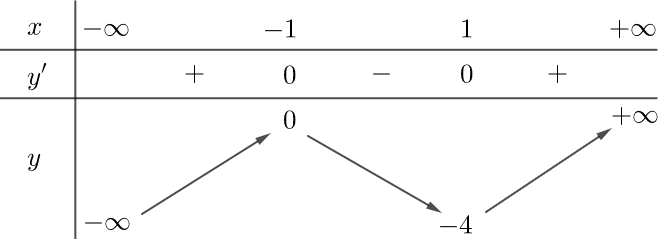 x −∞ −1 1 +∞
y′ + 0 − 0 +
0 +∞
y
−∞ −4